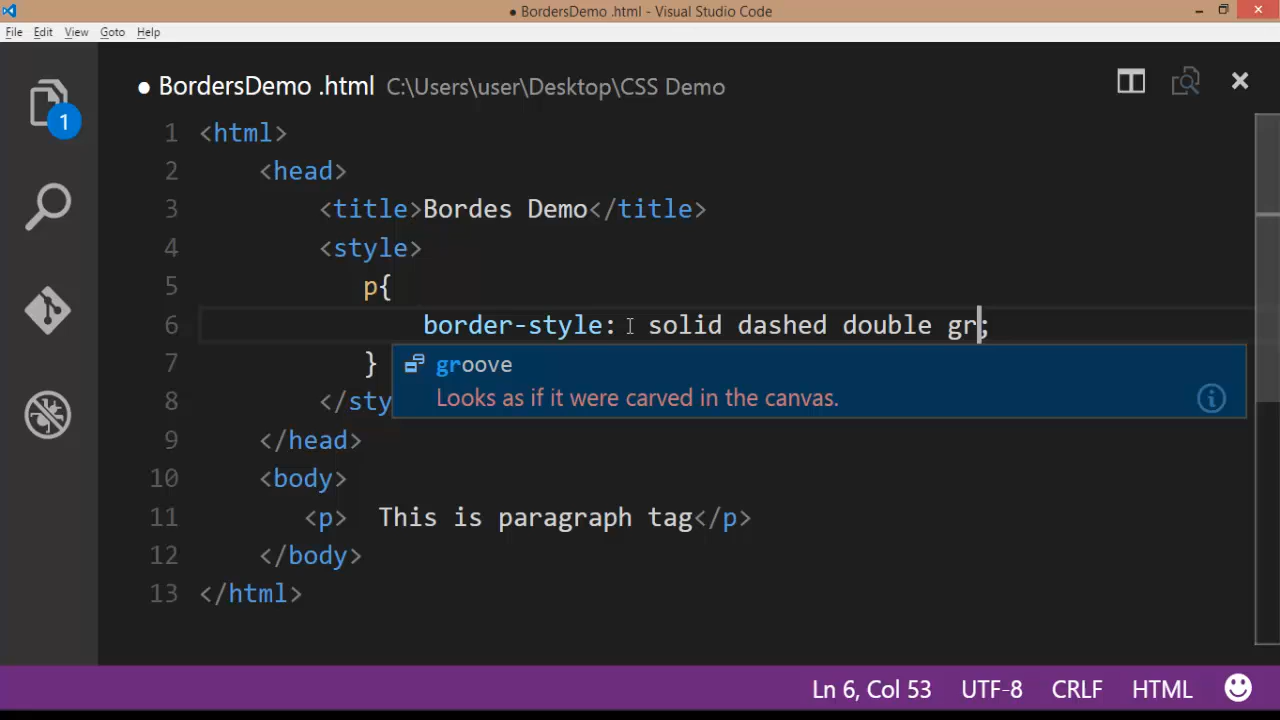 ● BordersDemo .html - Visual Studio Code
File Edit View Goto Help
● BordersDemo .html C:\Users\user\Desktop\CSS Demo
1
1 <html>
2 <head>
3 <title>Bordes Demo</title>
4 <style>
5 p{
6 border-style: solid dashed double gr;
groove
7 }
Looks as if it were carved in the canvas.
8 </sty
9 </head>
10 <body>
11 <p> This is paragraph tag</p>
12 </body>
13 </html>
Ln 6, Col 53 UTF-8 CRLF HTML